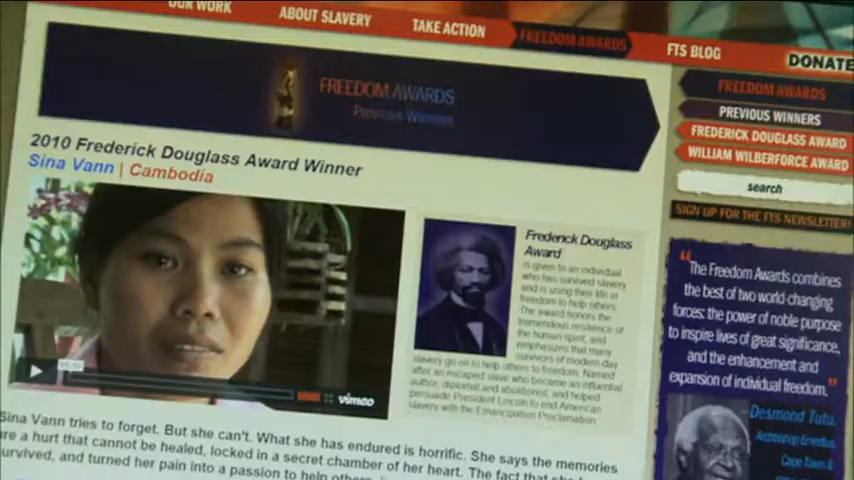 OUR WORK
ABOUT SLAVERY
TAKE ACTION
FREEDOM AWARDS
FTS BLOG
DONATE
FREEDOM AWARDS
Previous Winners
FREEDOM AWARDS
PREVIOUS WINNERS
FREDERICK DOUGLASS AWARD
WILLIAM WILBERFORCE AWARD
search
SIGN UP FOR THE FTS NEWSLETTER!
2010 Frederick Douglass Award Winner
Sina Vann | Cambodia
vimeo
Frederick Douglass
Award
is given to an individual
who has survived slavery
and is using their life in
freedom to help others.
The award honors the
tremendous resilience of
the human spirit, and
emphasizes that many
survivors of modern-day
slavery go on to help others to freedom. Named
after an escaped slave who became an influential
author, diplomat and abolitionist, and helped
persuade President Lincoln to end American
slavery with the Emancipation Proclamation.
"The Freedom Awards combines
the best of two world-changing
forces: the power of noble purpose
to inspire lives of great significance,
and the enhancement and
expansion of individual freedom."
Desmond Tutu,
Archbishop Emeritus,
Cape Town &
Sina Vann tries to forget. But she can't. What she has endured is horrific. She says the memories
are a hurt that cannot be healed, locked in a secret chamber of her heart. The fact that she
survived, and turned her pain into a passion to help others